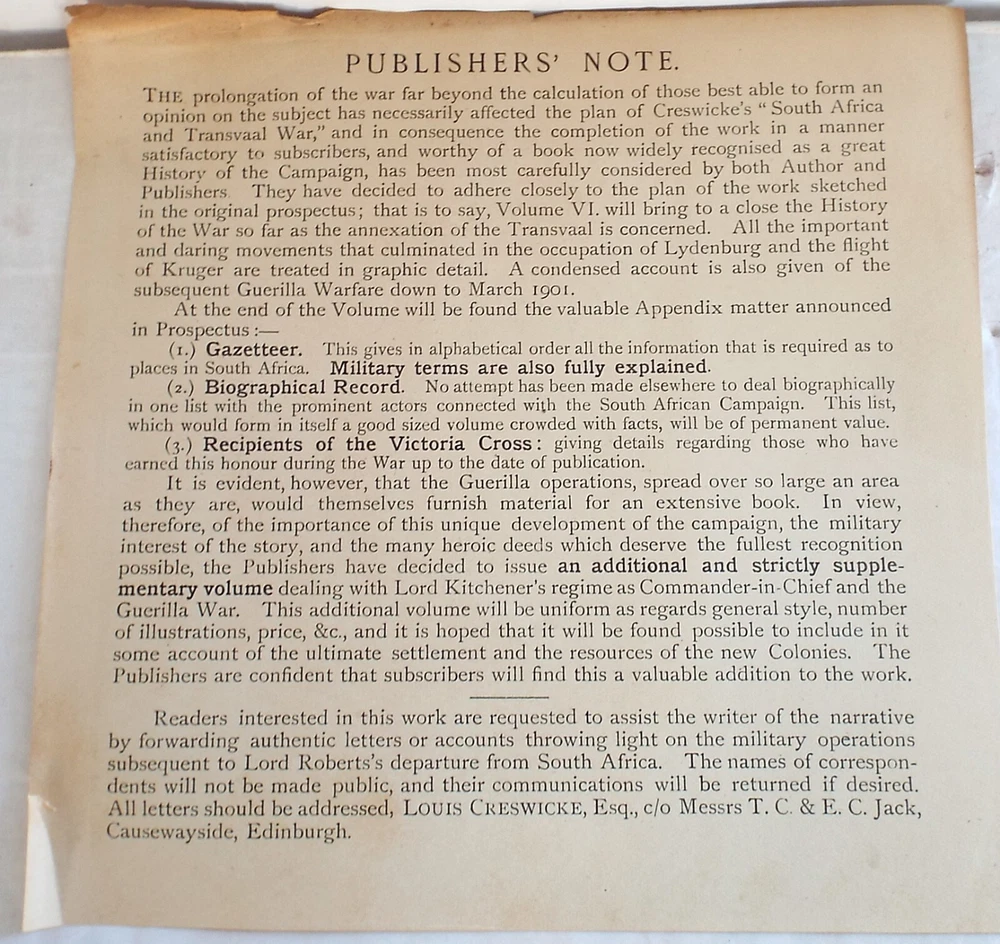 PUBLISHERS' NOTE.
THE prolongation of the war far beyond the calculation of those best able to form an
opinion on the subject has necessarily affected the plan of Creswicke's "South Africa
and Transvaal War," and in consequence the completion of the work in a manner
satisfactory to subscribers, and worthy of a book now widely recognised as a great
History of the Campaign, has been most carefully considered by both Author and
Publishers. They have decided to adhere closely to the plan of the work sketched
in the original prospectus; that is to say, Volume VI. will bring to a close the History
of the War so far as the annexation of the Transvaal is concerned. All the important
and daring movements that culminated in the occupation of Lydenburg and the flight
of Kruger are treated in graphic detail. A condensed account is also given of the
subsequent Guerilla Warfare down to March 1901.
At the end of the Volume will be found the valuable Appendix matter announced
in Prospectus:—
(1.) Gazetteer. This gives in alphabetical order all the information that is required as to
places in South Africa. Military terms are also fully explained.
(2.) Biographical Record. No attempt has been made elsewhere to deal biographically
in one list with the prominent actors connected with the South African Campaign. This list,
which would form in itself a good sized volume crowded with facts, will be of permanent value.
(3.) Recipients of the Victoria Cross: giving details regarding those who have
earned this honour during the War up to the date of publication.
It is evident, however, that the Guerilla operations, spread over so large an area
as they are, would themselves furnish material for an extensive book. In view,
therefore, of the importance of this unique development of the campaign, the military
interest of the story, and the many heroic deeds which deserve the fullest recognition
possible, the Publishers have decided to issue an additional and strictly supple-
mentary volume dealing with Lord Kitchener's regime as Commander-in-Chief and the
Guerilla War. This additional volume will be uniform as regards general style, number
of illustrations, price, &c., and it is hoped that it will be found possible to include in it
some account of the ultimate settlement and the resources of the new Colonies. The
Publishers are confident that subscribers will find this a valuable addition to the work.
Readers interested in this work are requested to assist the writer of the narrative
by forwarding authentic letters or accounts throwing light on the military operations
subsequent to Lord Roberts's departure from South Africa. The names of correspon-
dents will not be made public, and their communications will be returned if desired.
All letters should be addressed, LOUIS CRESWICKE, Esq., c/o Messrs T. C. & E. C. Jack,
Causewayside, Edinburgh.